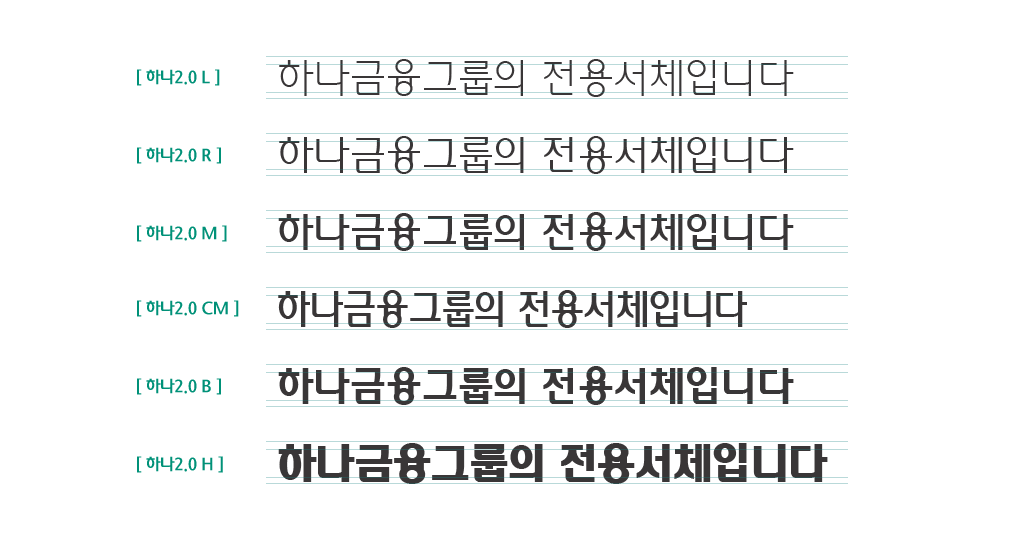 [ 하나2.0 L ] 하나금융그룹의 전용서체입니다
[ 하나2.0 R ] 하나금융그룹의 전용서체입니다
[ 하나2.0 M ] 하나금융그룹의 전용서체입니다
[ 하나2.0 CM ] 하나금융그룹의 전용서체입니다
[ 하나2.0 B ] 하나금융그룹의 전용서체입니다
[ 하나2.0 H ] 하나금융그룹의 전용서체입니다